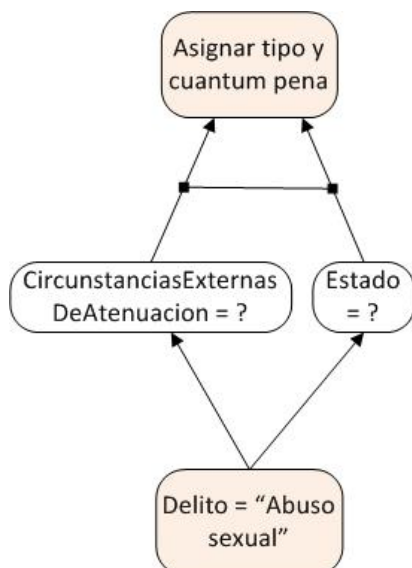 Asignar tipo y
cuantum pena
CircunstanciasExternas
DeAtenuacion = ?
Estado
= ?
Delito = “Abuso
sexual”